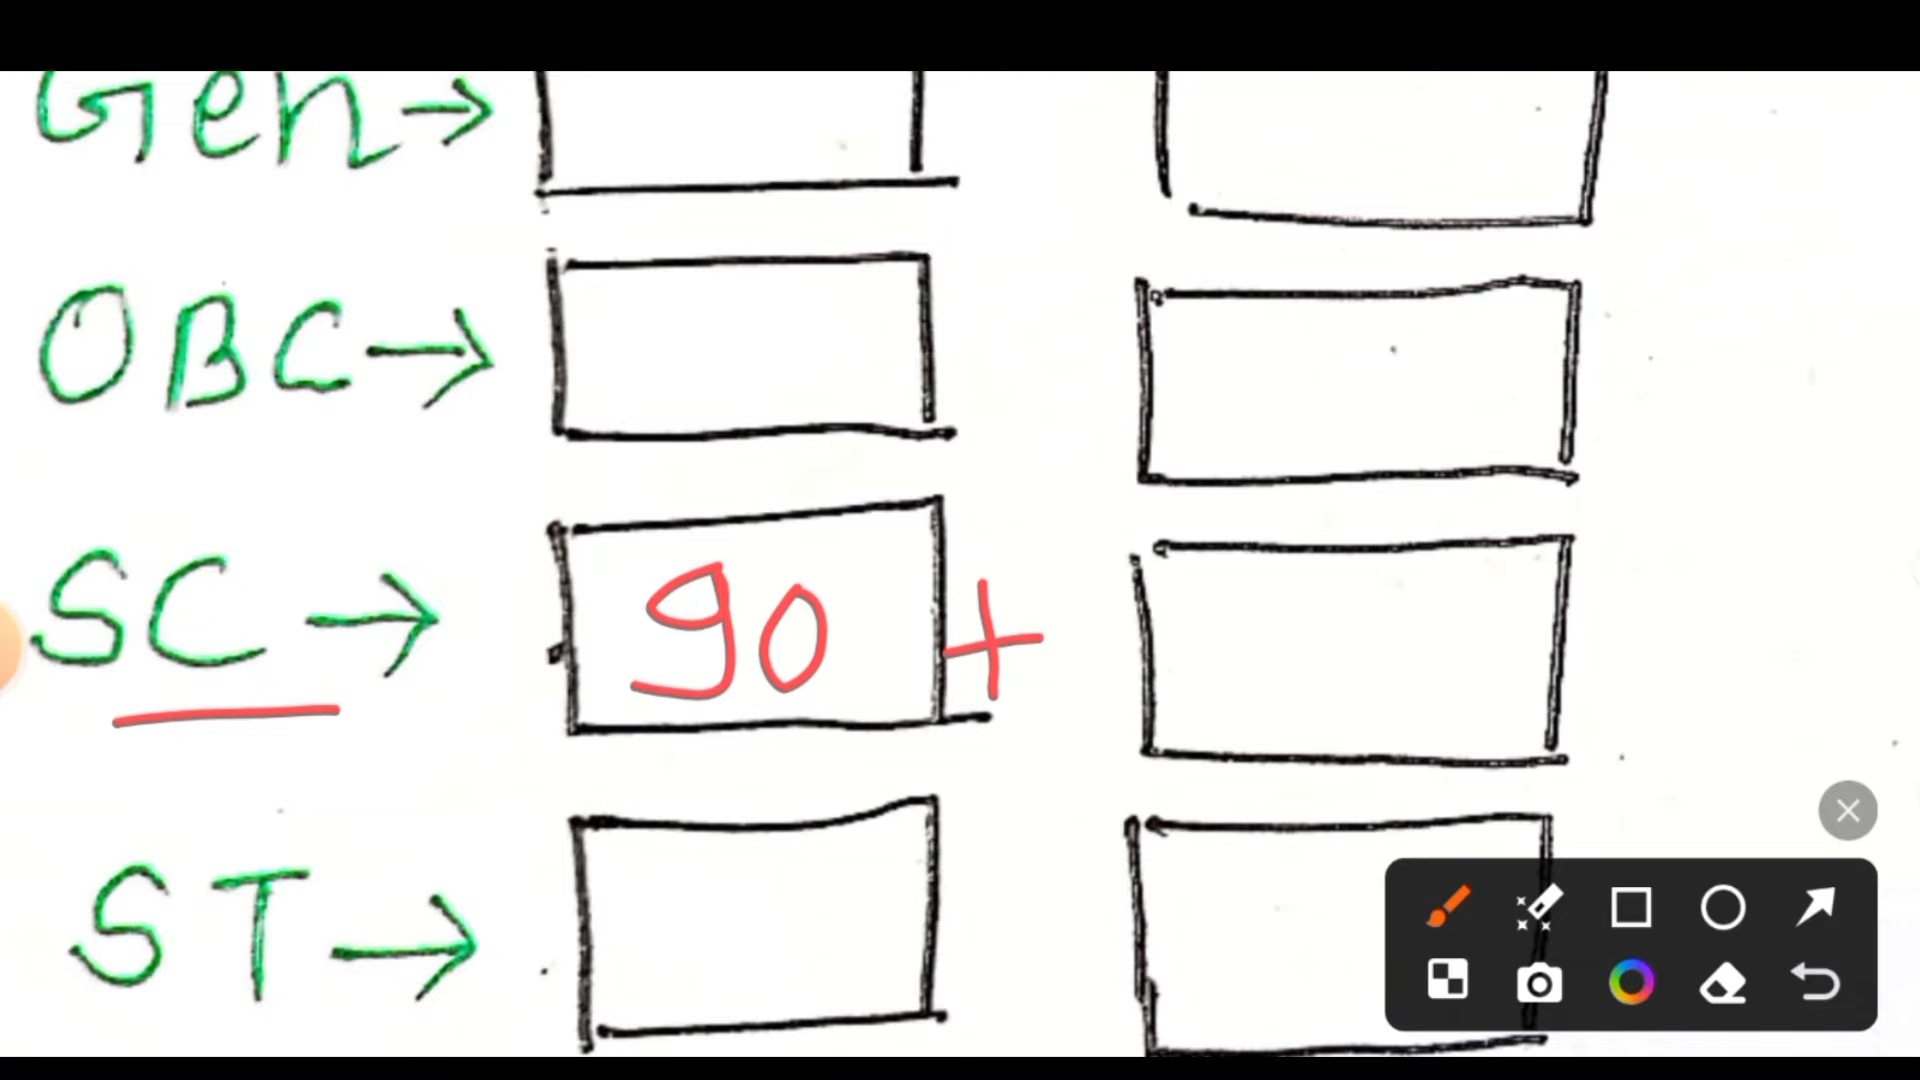 Gen→
OBC→
SC → 90 +
ST→